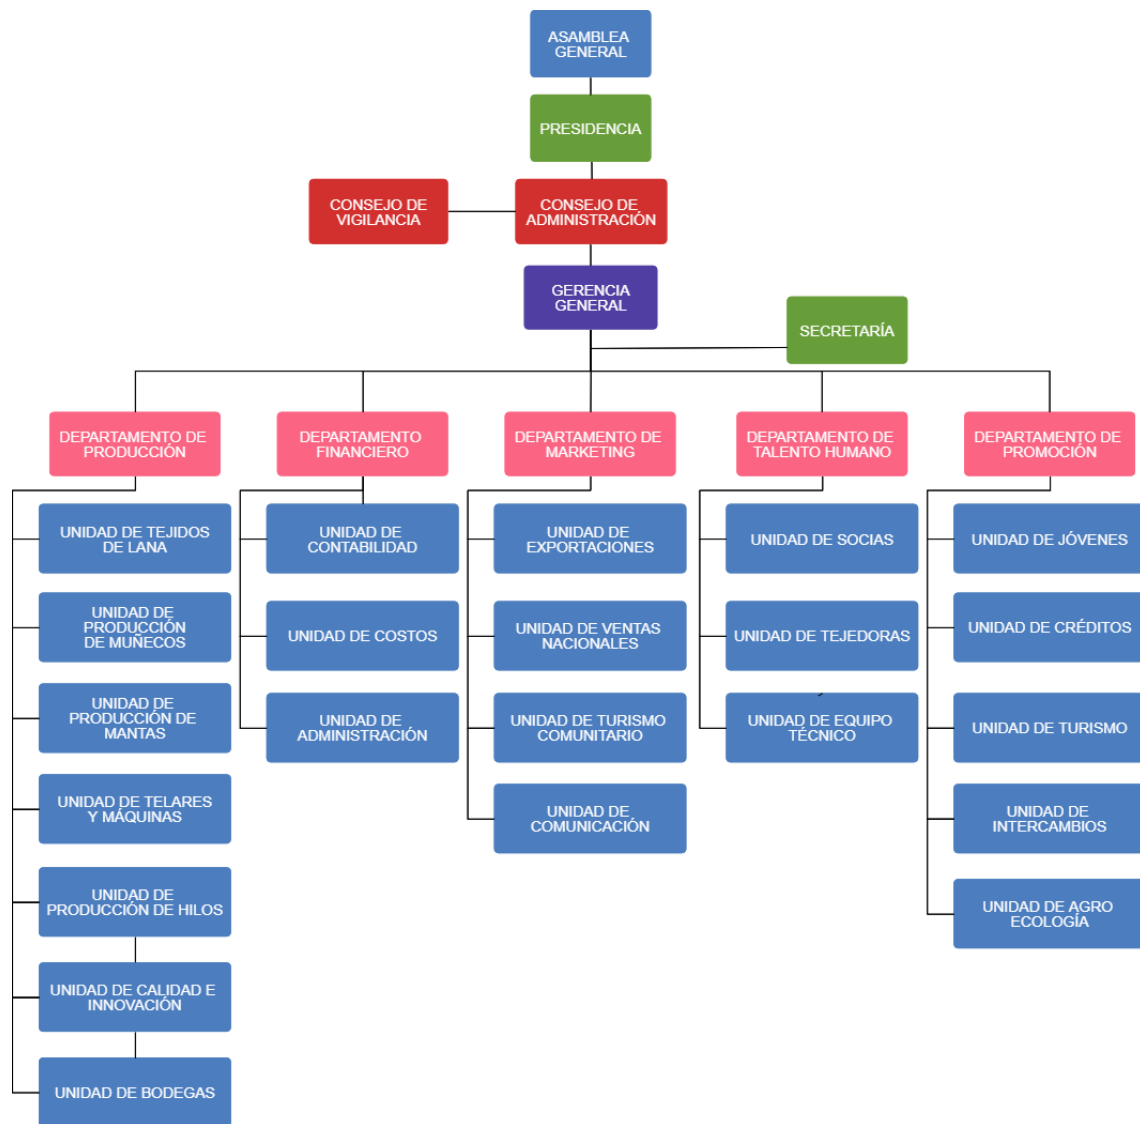 ASAMBLEA
GENERAL
PRESIDENCIA
CONSEJO DE
VIGILANCIA
CONSEJO DE
ADMINISTRACIÓN
GERENCIA
GENERAL
SECRETARÍA
DEPARTAMENTO DE
PRODUCCIÓN
DEPARTAMENTO
FINANCIERO
DEPARTAMENTO DE
MARKETING
DEPARTAMENTO DE
TALENTO HUMANO
DEPARTAMENTO DE
PROMOCIÓN
UNIDAD DE TEJIDOS
DE LANA
UNIDAD DE
PRODUCCIÓN
DE MUÑECOS
UNIDAD DE
PRODUCCIÓN DE
MANTAS
UNIDAD DE TELARES
Y MÁQUINAS
UNIDAD DE
PRODUCCIÓN DE HILOS
UNIDAD DE CALIDAD E
INNOVACIÓN
UNIDAD DE BODEGAS
UNIDAD DE
CONTABILIDAD
UNIDAD DE COSTOS
UNIDAD DE
ADMINISTRACIÓN
UNIDAD DE
EXPORTACIONES
UNIDAD DE VENTAS
NACIONALES
UNIDAD DE TURISMO
COMUNITARIO
UNIDAD DE
COMUNICACIÓN
UNIDAD DE SOCIAS
UNIDAD DE TEJEDORAS
UNIDAD DE EQUIPO
TÉCNICO
UNIDAD DE JÓVENES
UNIDAD DE CRÉDITOS
UNIDAD DE TURISMO
UNIDAD DE
INTERCAMBIOS
UNIDAD DE AGRO
ECOLOGÍA